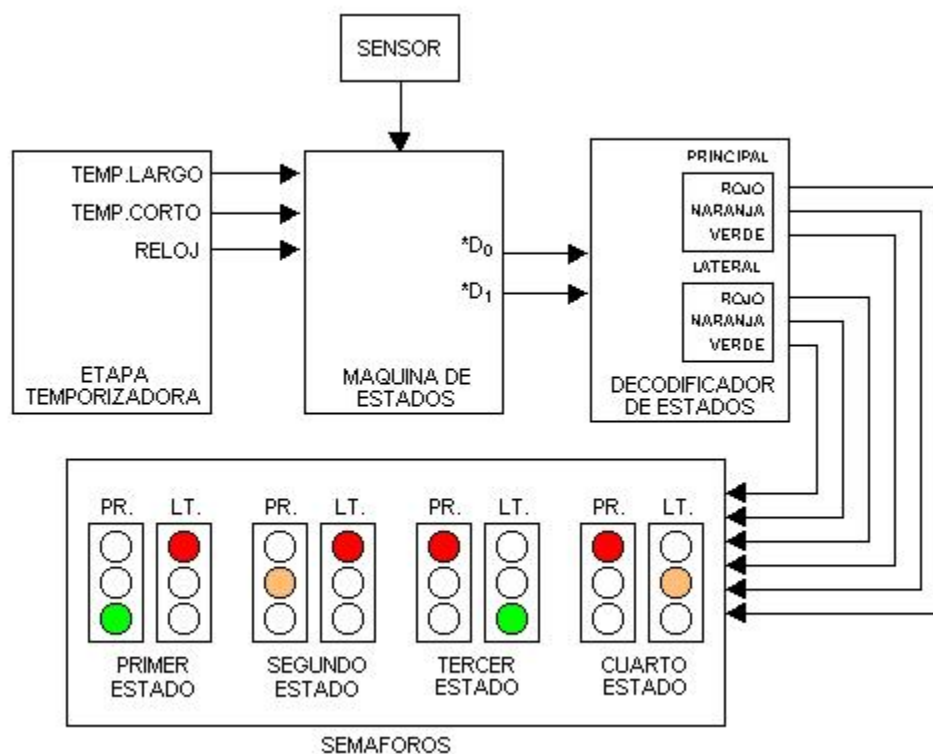 SENSOR
TEMP.LARGO
TEMP.CORTO
RELOJ
ETAPA
TEMPORIZADORA
*D0
*D1
MAQUINA DE
ESTADOS
PRINCIPAL
ROJO
NARANJA
VERDE
LATERAL
ROJO
NARANJA
VERDE
DECODIFICADOR
DE ESTADOS
PR. LT.
PRIMER
ESTADO
PR. LT.
SEGUNDO
ESTADO
PR. LT.
TERCER
ESTADO
PR. LT.
CUARTO
ESTADO
SEMAFOROS